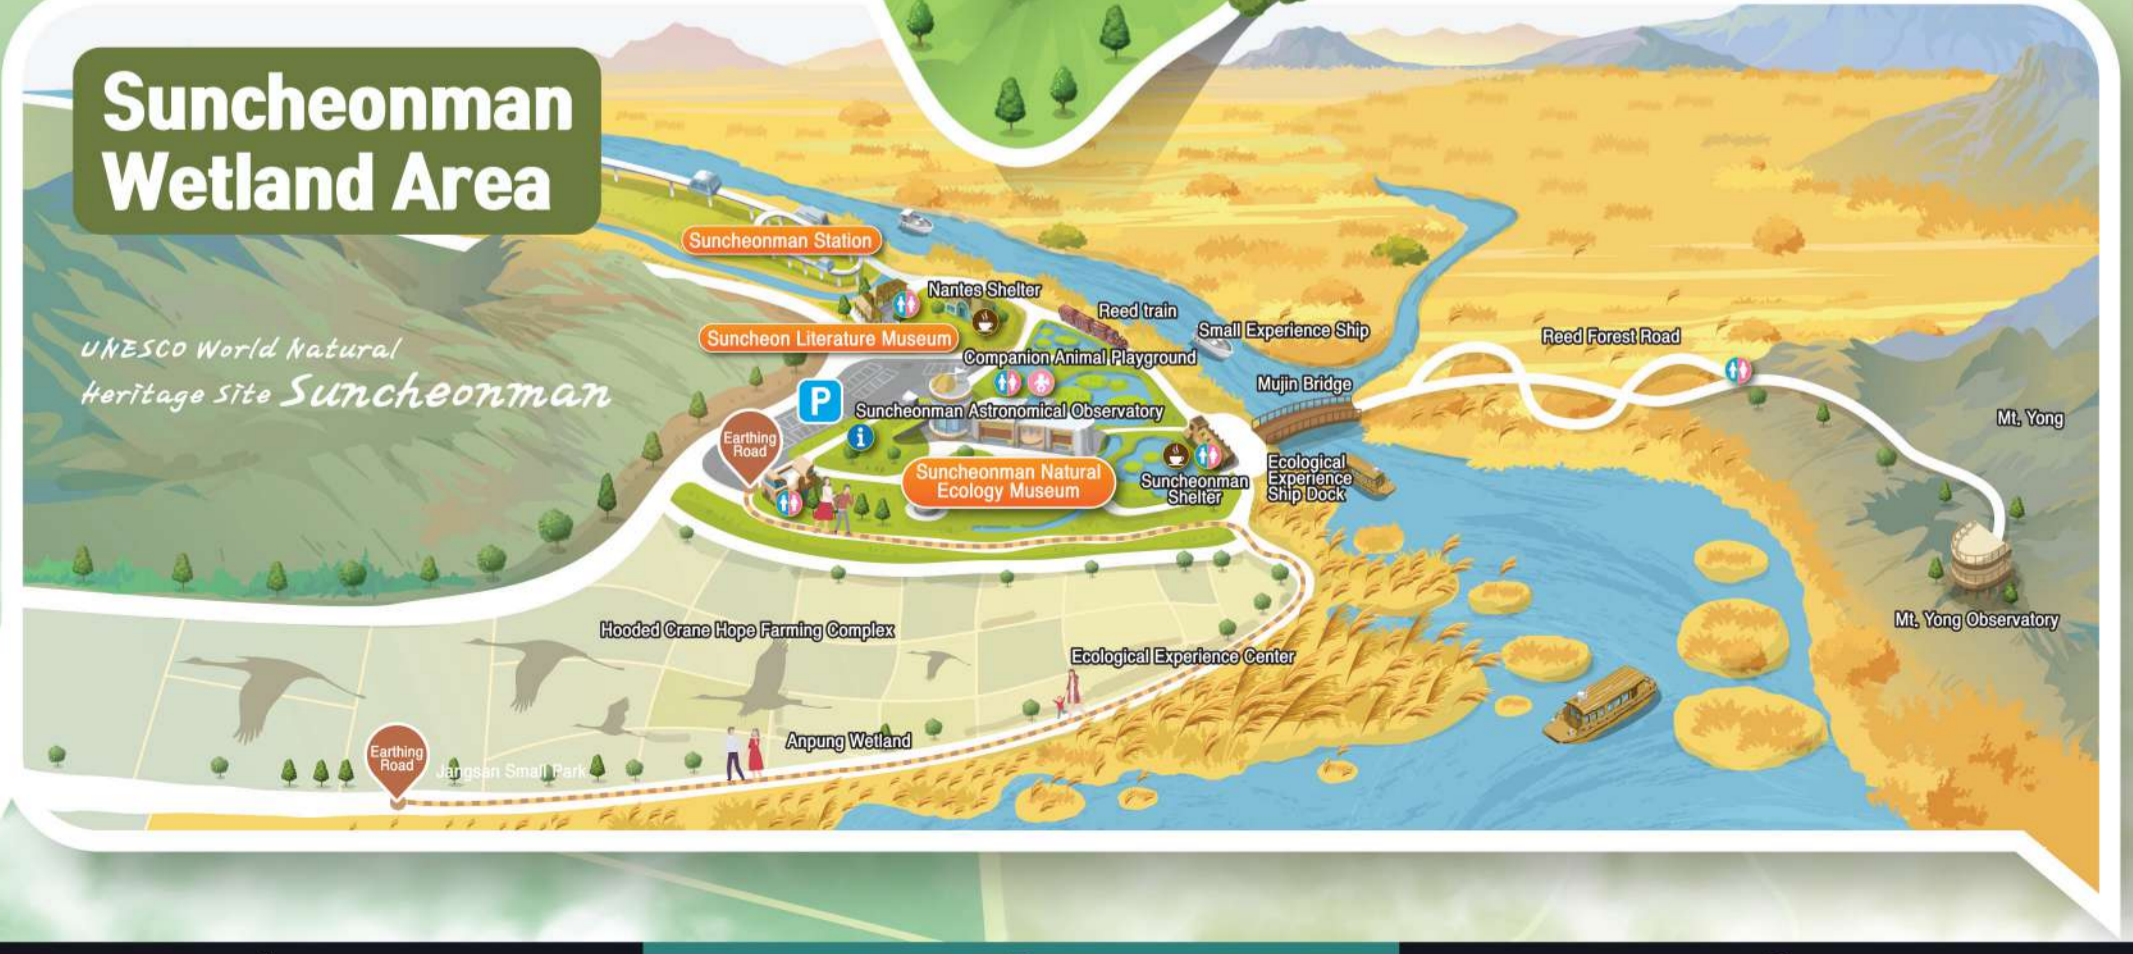 Suncheonman
Wetland Area
UNESCO World Natural
Heritage Site Suncheonman
Suncheonman Station
Nantes Shelter
Reed train
Suncheon Literature Museum
Small Experience Ship
Companion Animal Playground
Reed Forest Road
Mujin Bridge
P
Suncheonman Astronomical Observatory
Mt. Yong
Earthing
Road
i
Suncheonman Natural
Ecology Museum
Suncheonman
Shelter
Ecological
Experience
Ship Dock
Mt. Yong Observatory
Hooded Crane Hope Farming Complex
Ecological Experience Center
Anpung Wetland
Earthing
Road
Jangsan Small Park